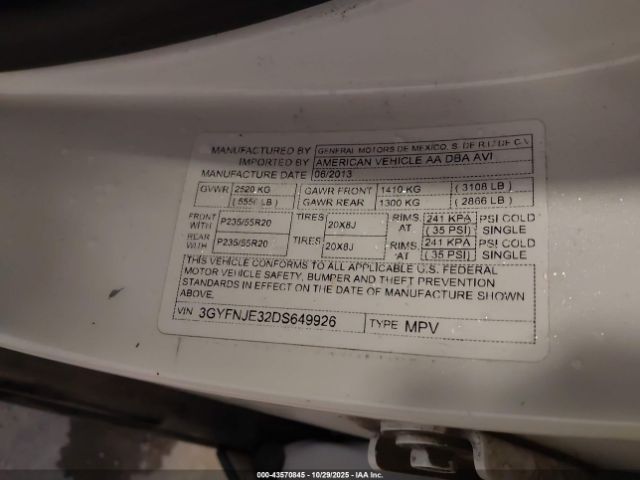 MANUFACTURED BY GENERAL MOTORS DE MEXICO, S. DE R.L. DE C.V.
IMPORTED BY AMERICAN VEHICLE AA DBA AVI
MANUFACTURE DATE 06/2013
GVWR 2520 KG GAWR FRONT 1410 KG (3108 LB)
(5556 LB) GAWR REAR 1300 KG (2866 LB)
FRONT WITH P235/55R20 TIRES 20X8J RIMS. AT 241 KPA (35 PSI) PSI COLD SINGLE
REAR WITH P235/55R20 TIRES 20X8J RIMS. AT 241 KPA (35 PSI) PSI COLD SINGLE
THIS VEHICLE CONFORMS TO ALL APPLICABLE U.S. FEDERAL
MOTOR VEHICLE SAFETY, BUMPER AND THEFT PREVENTION
STANDARDS IN EFFECT ON THE DATE OF MANUFACTURE SHOWN
ABOVE.
VIN 3GYFNJE32DS649926 TYPE MPV
000-43570845 - 10/29/2025 - IAA Inc.